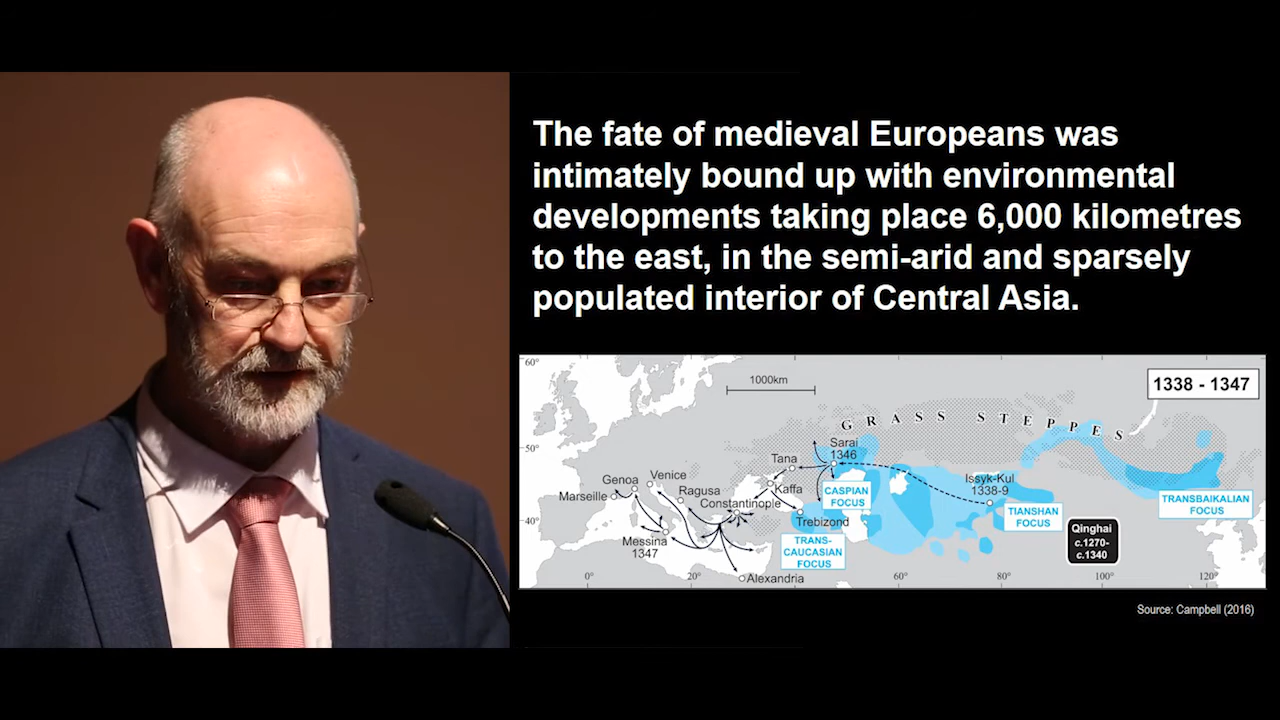 The fate of medieval Europeans was
intimately bound up with environmental
developments taking place 6,000 kilometres
to the east, in the semi-arid and sparsely
populated interior of Central Asia.
60°
1000km
1338 - 1347
GRASS STEPPES
50°
Sarai
1346
Tana
Genoa
Venice
Issyk-Kul
1338-9
Marseille
Ragusa
Kaffa
Constantinople
CASPIAN
FOCUS
TRANSBAIKALIAN
FOCUS
TIANSHAN
FOCUS
40°
Trebizond
Messina
1347
TRANS-
CAUCASIAN
FOCUS
Qinghai
c.1270-
c.1340
Alexandria
0°
20°
60°
80°
100°
120°
Source: Campbell (2016)